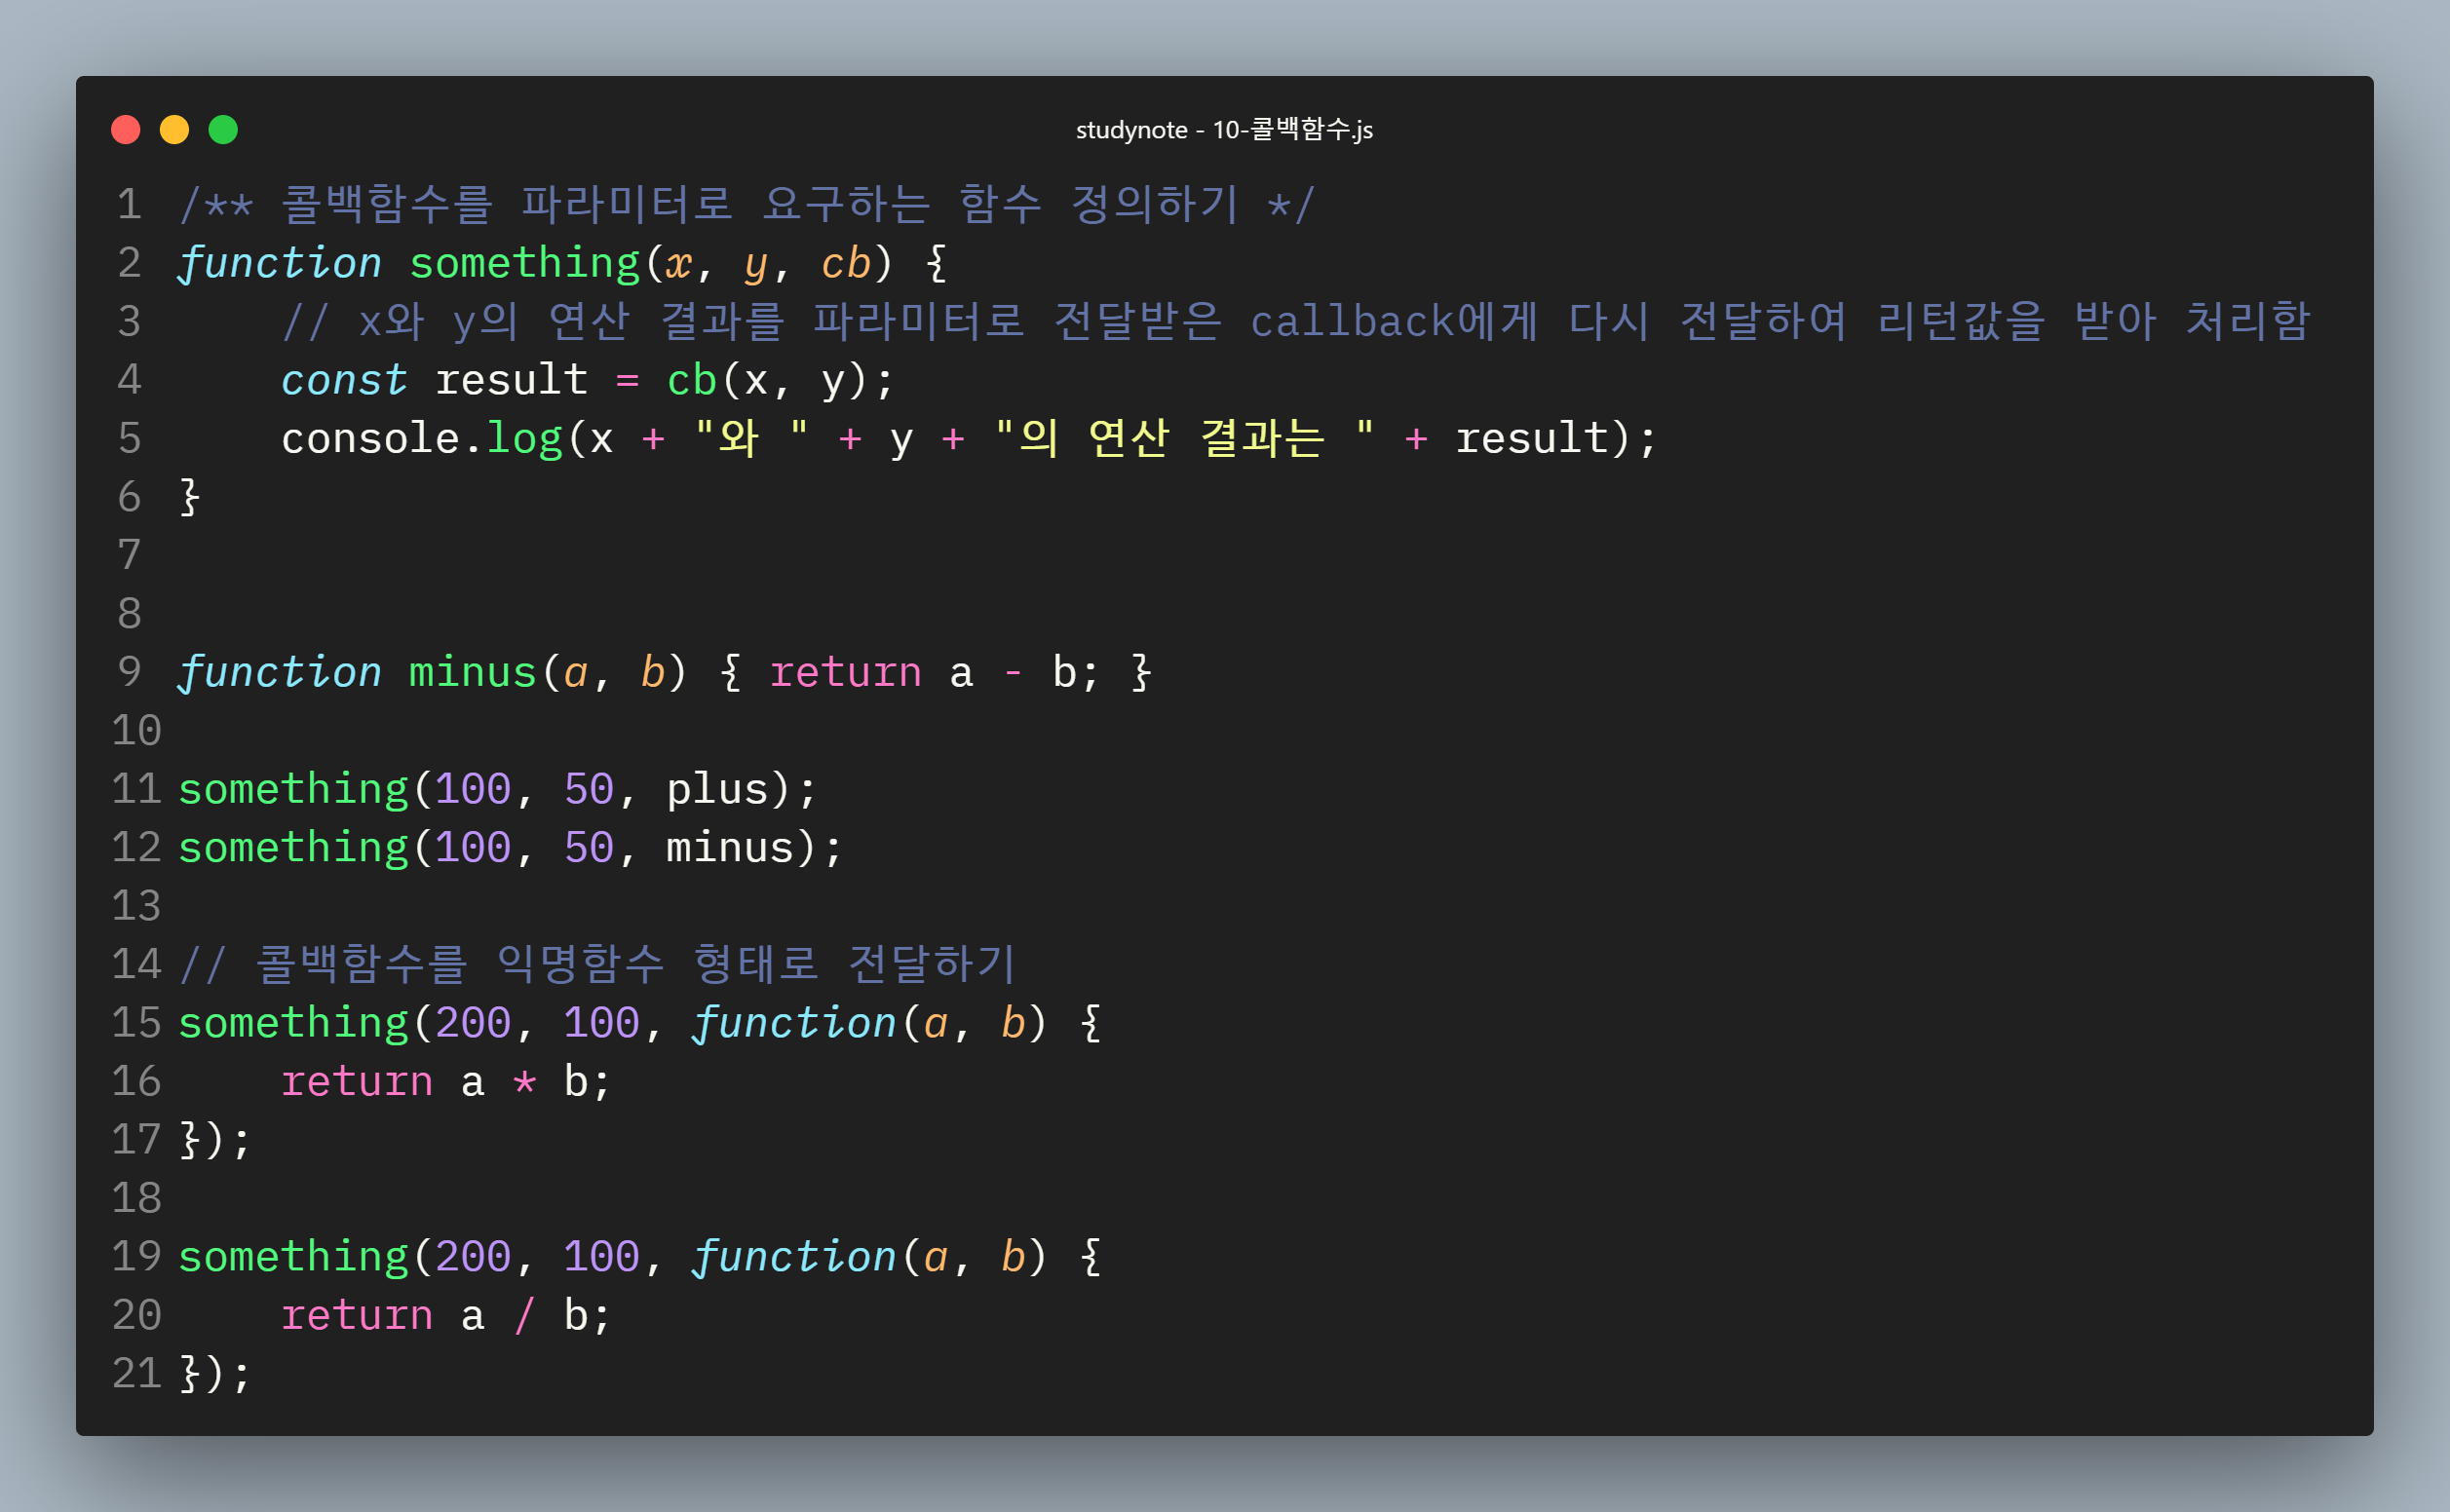 studynote - 10-콜백함수.js
1 /** 콜백함수를 파라미터로 요구하는 함수 정의하기 */
2 function something(x, y, cb) {
3     // x와 y의 연산 결과를 파라미터로 전달받은 callback에게 다시 전달하여 리턴값을 받아 처리함
4     const result = cb(x, y);
5     console.log(x + "와 " + y + "의 연산 결과는 " + result);
6 }
7
8
9 function minus(a, b) { return a - b; }
10
11 something(100, 50, plus);
12 something(100, 50, minus);
13
14 // 콜백함수를 익명함수 형태로 전달하기
15 something(200, 100, function(a, b) {
16     return a * b;
17 });
18
19 something(200, 100, function(a, b) {
20     return a / b;
21 });